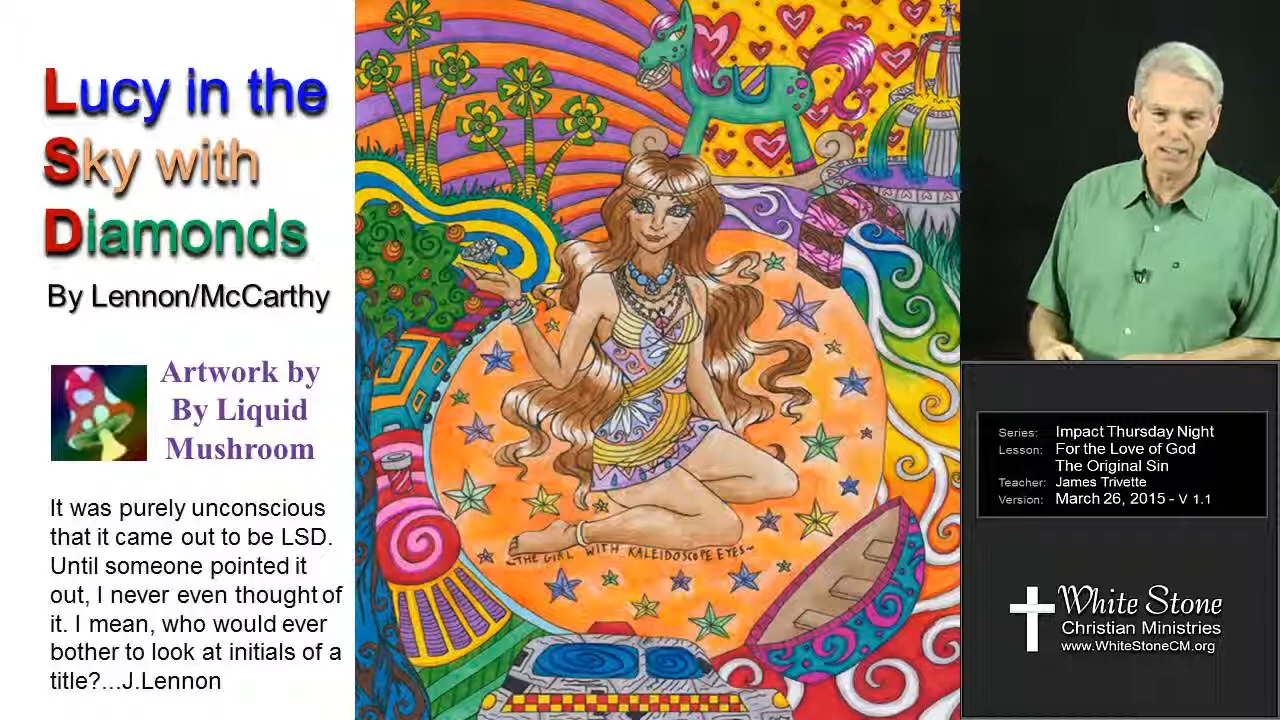 Lucy in the
Sky with
Diamonds
By Lennon/McCarthy
Artwork by
By Liquid
Mushroom
It was purely unconscious
that it came out to be LSD.
Until someone pointed it
out, I never even thought of
it. I mean, who would ever
bother to look at initials of a
title?...J.Lennon
~THE GIRL WITH KALEIDOSCOPE EYES~
Series: Impact Thursday Night
Lesson: For the Love of God
The Original Sin
Teacher: James Trivette
Version: March 26, 2015 - V 1.1
White Stone
Christian Ministries
www.WhiteStoneCM.org